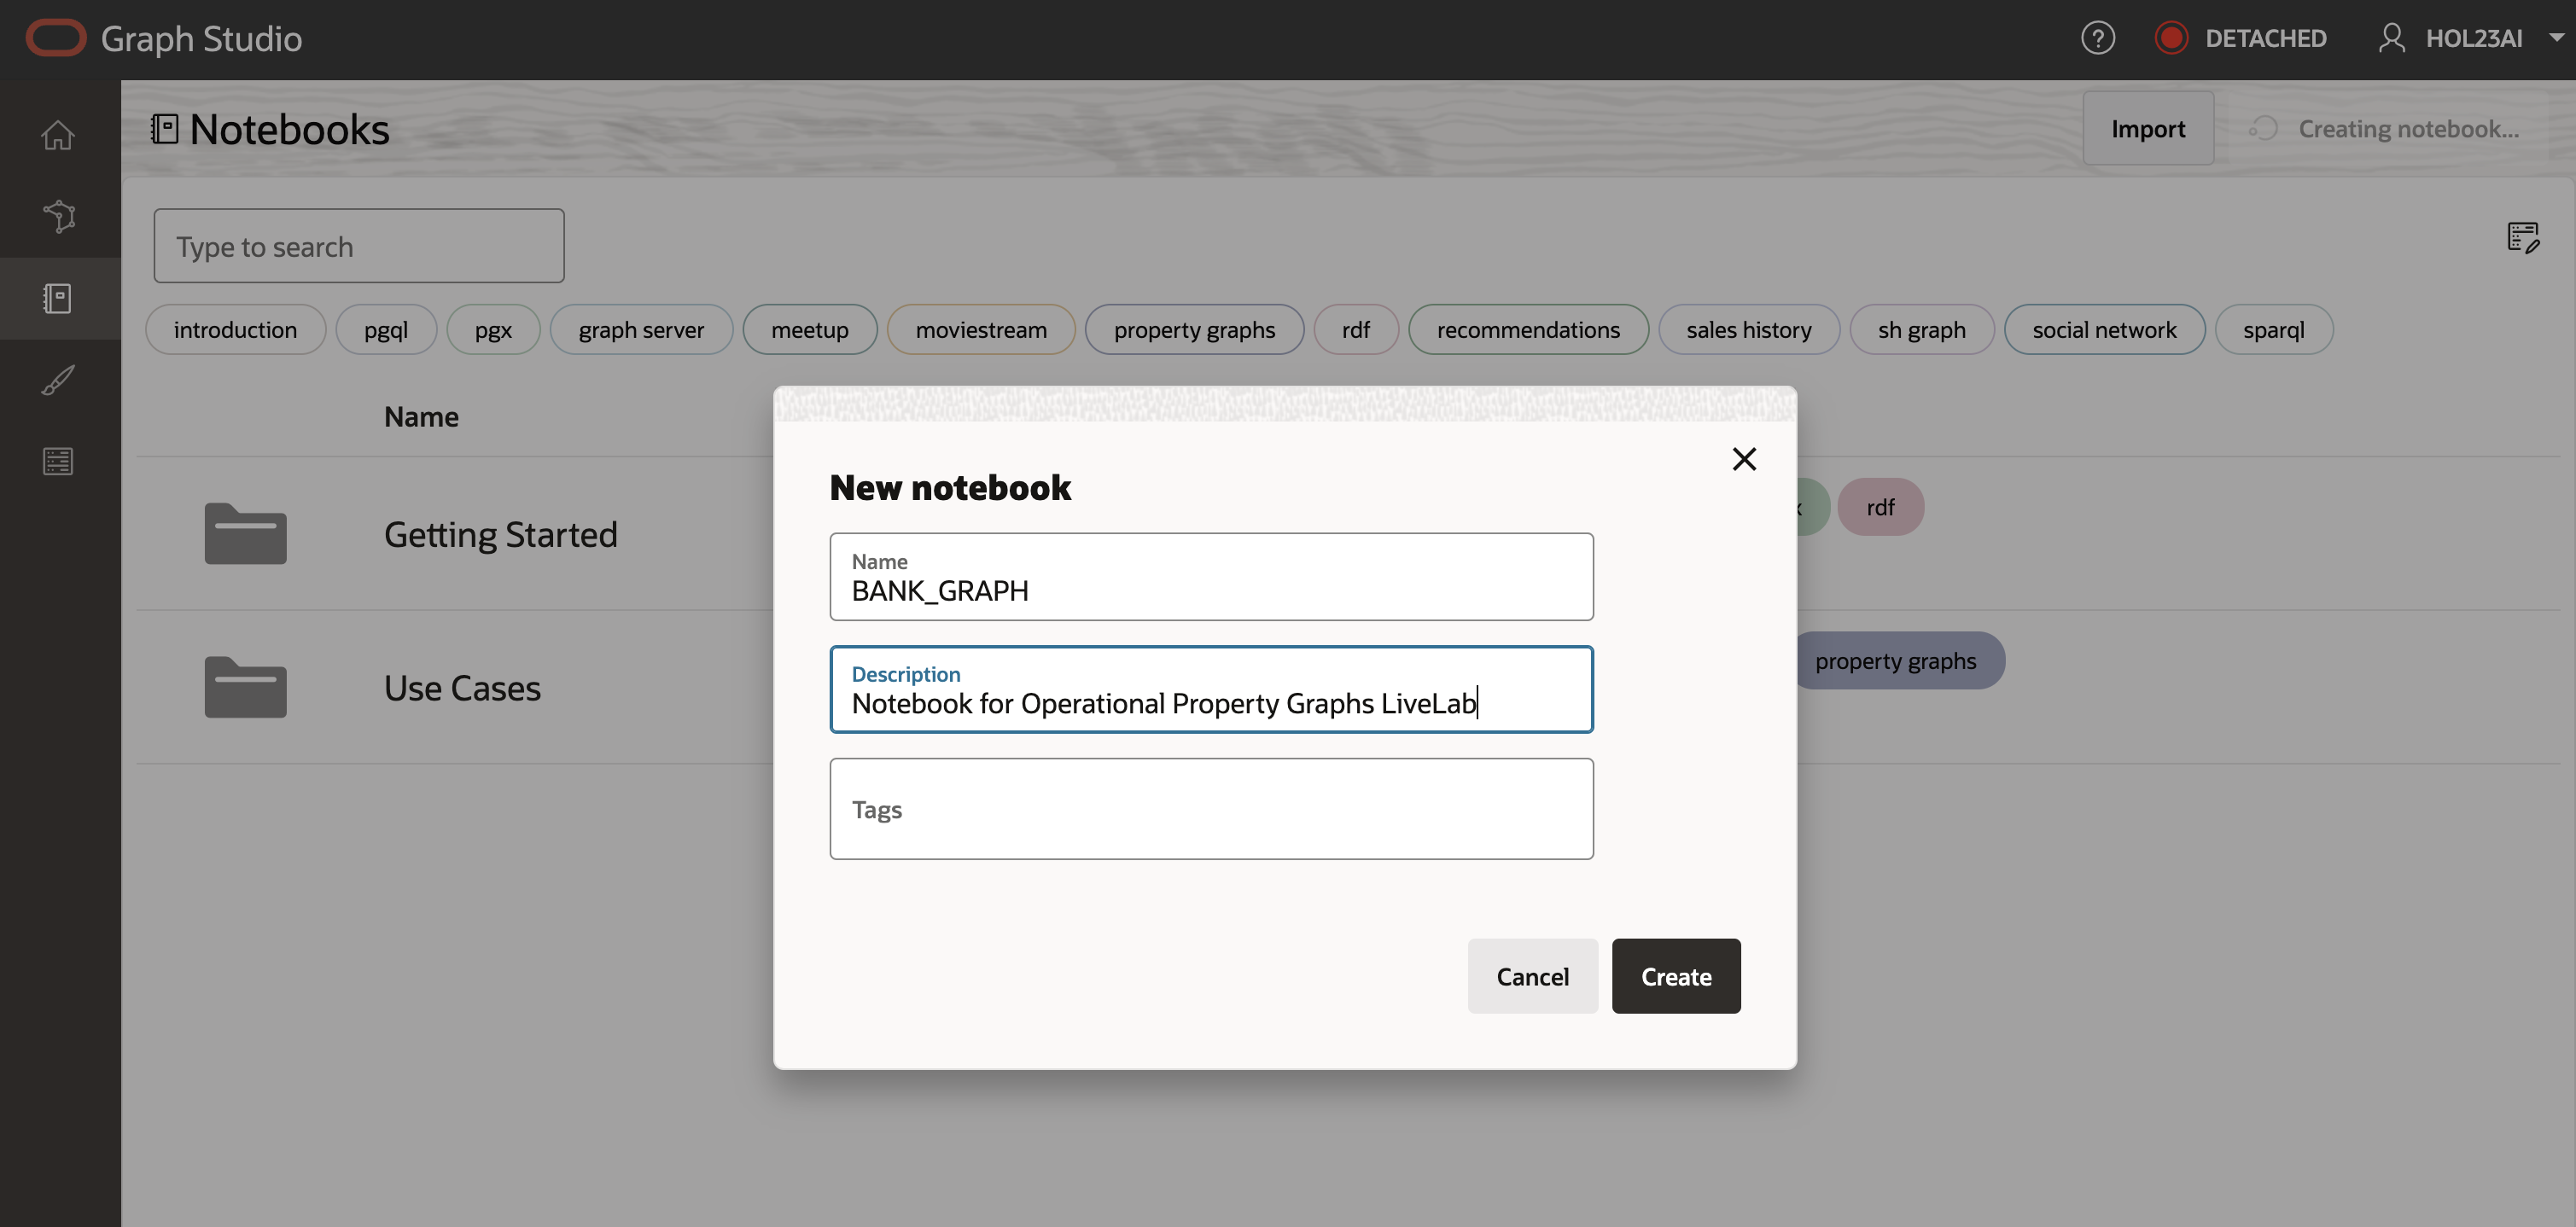 Graph Studio
DETACHED
HOL23AI
Notebooks
Import
Creating notebook...
Type to search
introduction pgql pgx graph server meetup moviestream property graphs rdf recommendations sales history sh graph social network sparql
Name
Getting Started
rdf
Use Cases
property graphs
New notebook
Name
BANK_GRAPH
Description
Notebook for Operational Property Graphs LiveLab
Tags
Cancel
Create